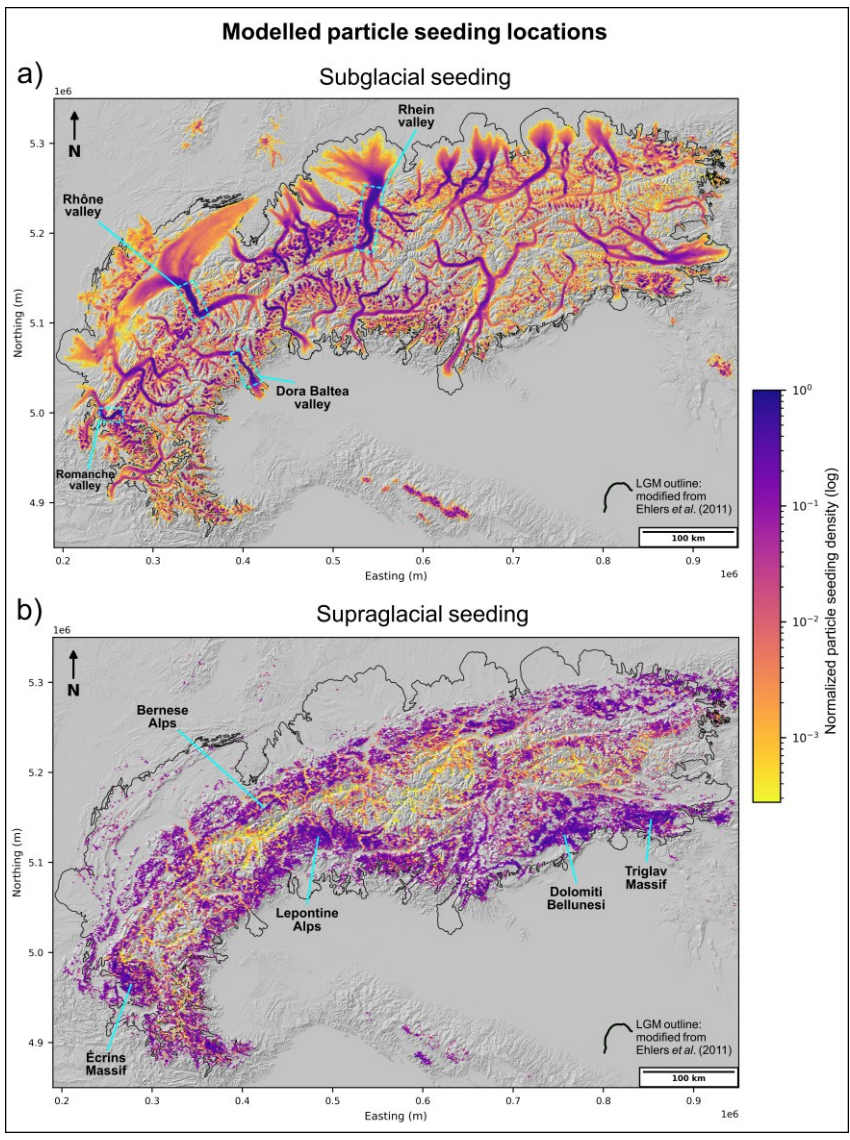 Modelled particle seeding locations
a)
Subglacial seeding
1e6
N
Rhein
valley
Rhône
valley
Dora Baltea
valley
Romanche
valley
5.3
5.2
5.1
5.0
4.9
Northing (m)
LGM outline:
modified from
Ehlers et al. (2011)
100 km
0.2 0.3 0.4 0.5 0.6 0.7 0.8 0.9
Easting (m)
1e6
b)
Supraglacial seeding
1e6
N
Bernese
Alps
Lepontine
Alps
Dolomiti
Bellunesi
Triglav
Massif
Écrins
Massif
5.3
5.2
5.1
5.0
4.9
Northing (m)
LGM outline:
modified from
Ehlers et al. (2011)
100 km
0.2 0.3 0.4 0.5 0.6 0.7 0.8 0.9
Easting (m)
1e6
10⁰
10⁻¹
10⁻²
10⁻³
Normalized particle seeding density (log)